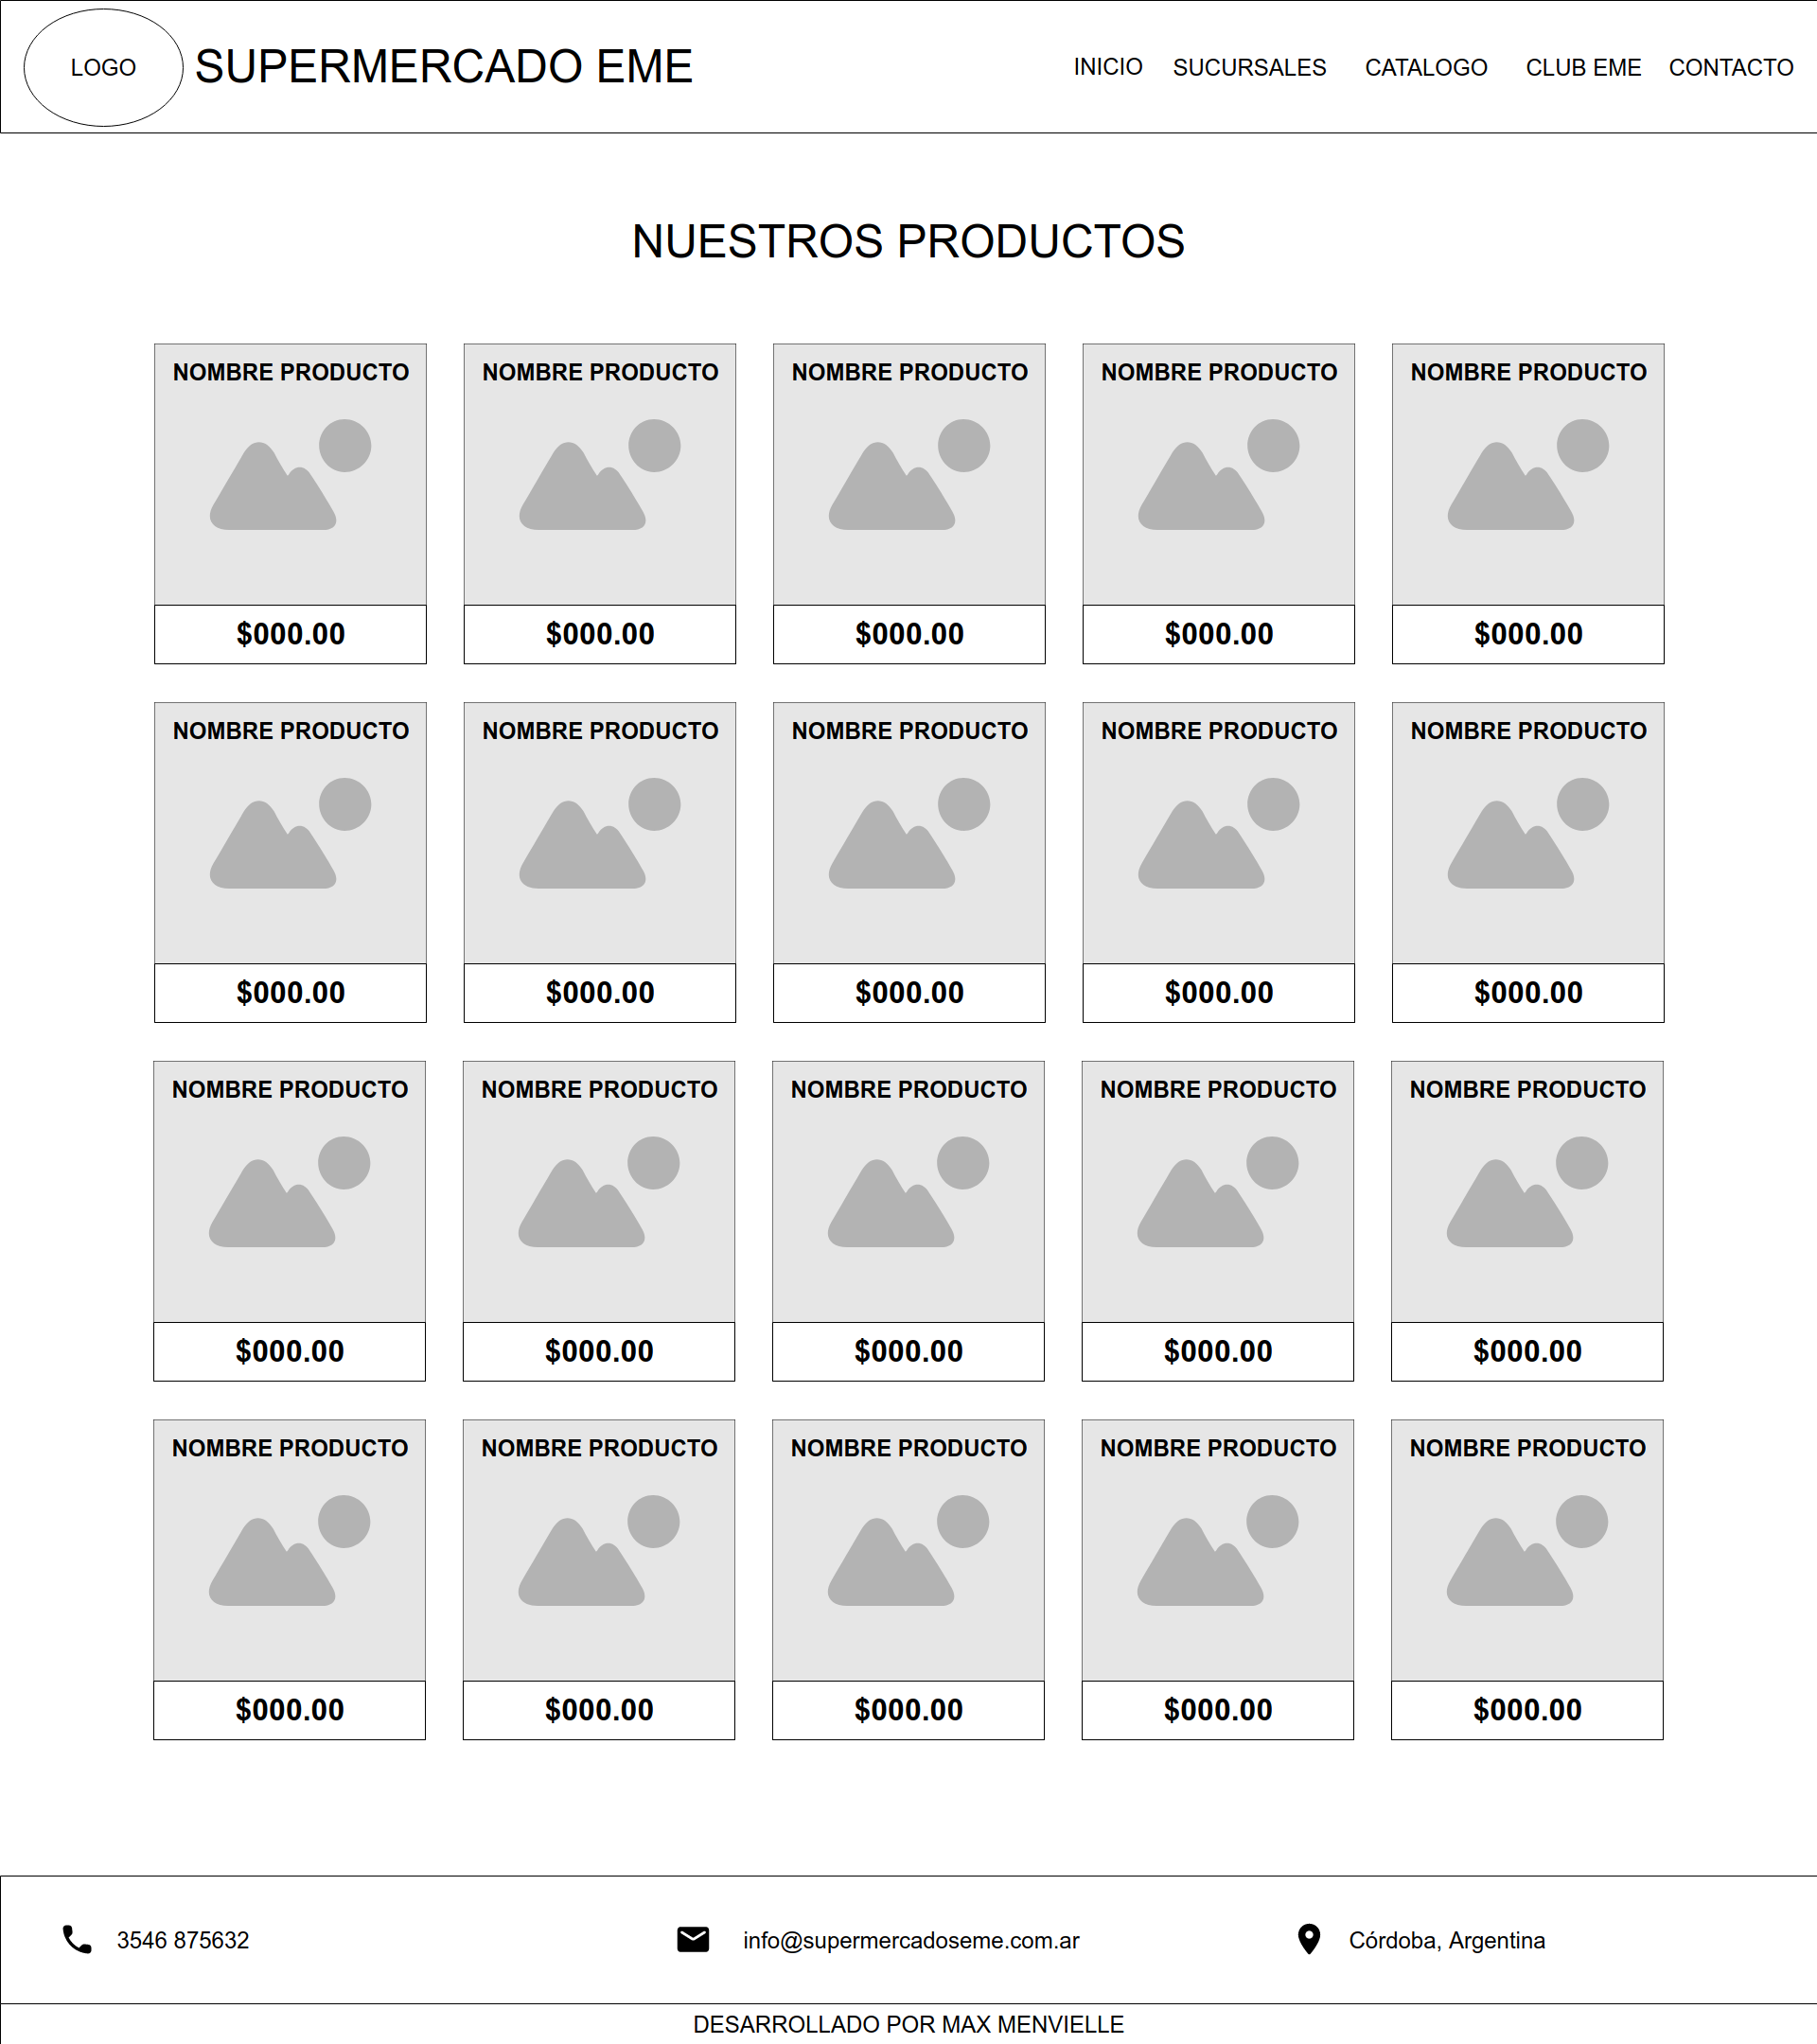 LOGO
SUPERMERCADO EME
INICIO SUCURSALES CATALOGO CLUB EME CONTACTO
NUESTROS PRODUCTOS
NOMBRE PRODUCTO NOMBRE PRODUCTO NOMBRE PRODUCTO NOMBRE PRODUCTO NOMBRE PRODUCTO
$000.00 $000.00 $000.00 $000.00 $000.00
NOMBRE PRODUCTO NOMBRE PRODUCTO NOMBRE PRODUCTO NOMBRE PRODUCTO NOMBRE PRODUCTO
$000.00 $000.00 $000.00 $000.00 $000.00
NOMBRE PRODUCTO NOMBRE PRODUCTO NOMBRE PRODUCTO NOMBRE PRODUCTO NOMBRE PRODUCTO
$000.00 $000.00 $000.00 $000.00 $000.00
NOMBRE PRODUCTO NOMBRE PRODUCTO NOMBRE PRODUCTO NOMBRE PRODUCTO NOMBRE PRODUCTO
$000.00 $000.00 $000.00 $000.00 $000.00
3546 875632 info@supermercadoseme.com.ar Córdoba, Argentina
DESARROLLADO POR MAX MENVIELLE